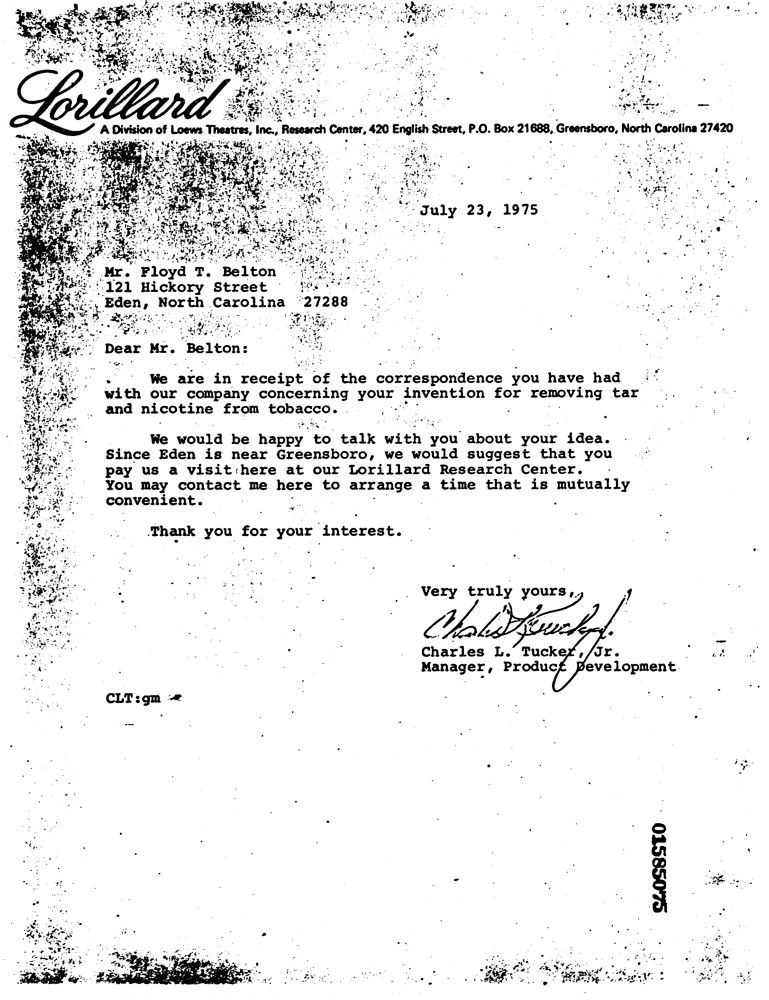 Lorillard
A Division of Loews Theatres, Inc., Research Center, 420 English Street, P.O. Box 21688, Greensboro, North Carolina 27420
July 23, 1975
Mr. Floyd T. Belton
121 Hickory Street
Eden, North Carolina 27288
Dear Mr. Belton:
We are in receipt of the correspondence you have had
with our company concerning your invention for removing tar
and nicotine from tobacco.
We would be happy to talk with you about your idea.
Since Eden is near Greensboro, we would suggest that you
pay us a visit here at our Lorillard Research Center.
You may contact me here to arrange a time that is mutually
convenient.
Thank you for your interest.
Very truly yours,
Charles L. Tucker, Jr.
Manager, Product Development
CLT:gm
01585075